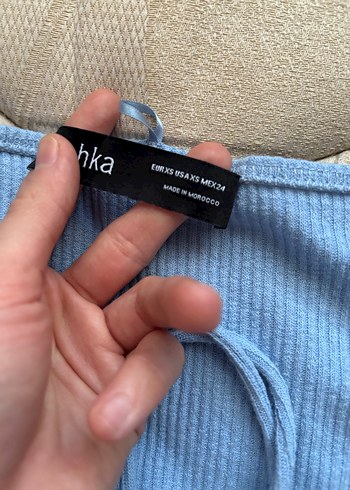 hka
EUR XS USA XS MEX 24
MADE IN MOROCCO